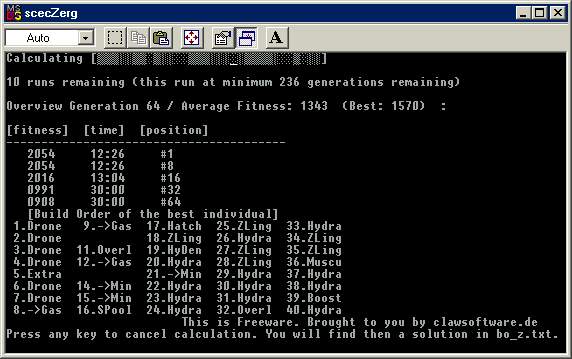 scecZerg
Auto
A
Calculating [ ]
10 runs remaining (this run at minimum 236 generations remaining)
Overview Generation 64 / Average Fitness: 1343 (Best: 1570) :
[fitness] [time] [position]
----------------------------------------
2054 12:26 #1
2054 12:26 #8
2016 13:04 #16
0991 30:00 #32
0908 30:00 #64
[Build Order of the best individual]
1.Drone 9.->Gas 17.Hatch 25.ZLing 33.Hydra
2.Drone 18.ZLing 26.Hydra 34.ZLing
3.Drone 11.Overl 19.HyDen 27.ZLing 35.ZLing
4.Drone 12.->Gas 20.Hydra 28.ZLing 36.Muscu
5.Extra 21.->Min 29.Hydra 37.Hydra
6.Drone 14.->Min 22.Hydra 30.Hydra 38.Hydra
7.Drone 15.->Min 23.Hydra 31.Hydra 39.Boost
8.->Gas 16.SPool 24.Hydra 32.Overl 40.Hydra
This is Freeware. Brought to you by clawsoftware.de
Press any key to cancel calculation. You will find then a solution in bo_z.txt.